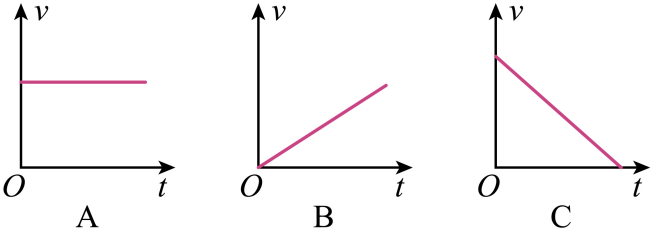 v v v
O t O t O t
A B C